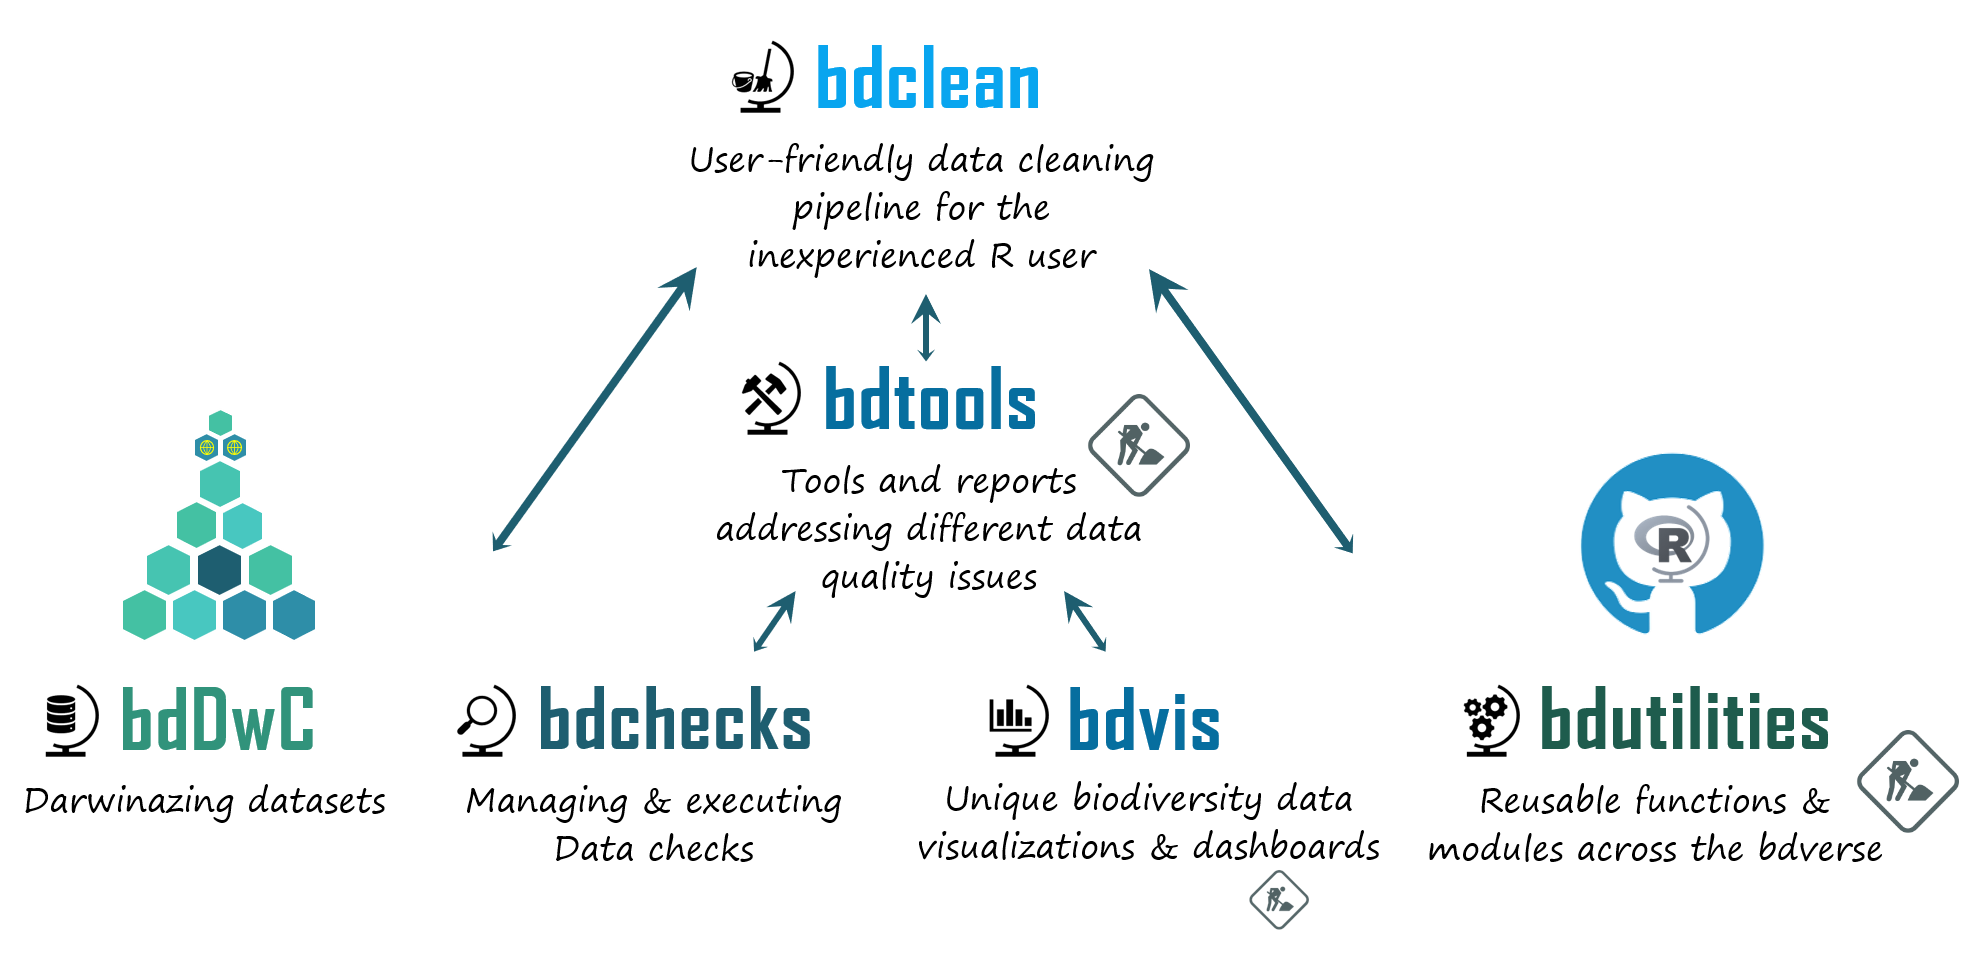 bdclean
User-friendly data cleaning
pipeline for the
inexperienced R user
bdtools
Tools and reports
addressing different data
quality issues
R
bdDwC
Darwinazing datasets
bdchecks
Managing & executing
Data checks
bdvis
Unique biodiversity data
visualizations & dashboards
bdutilities
Reusable functions &
modules across the bdverse